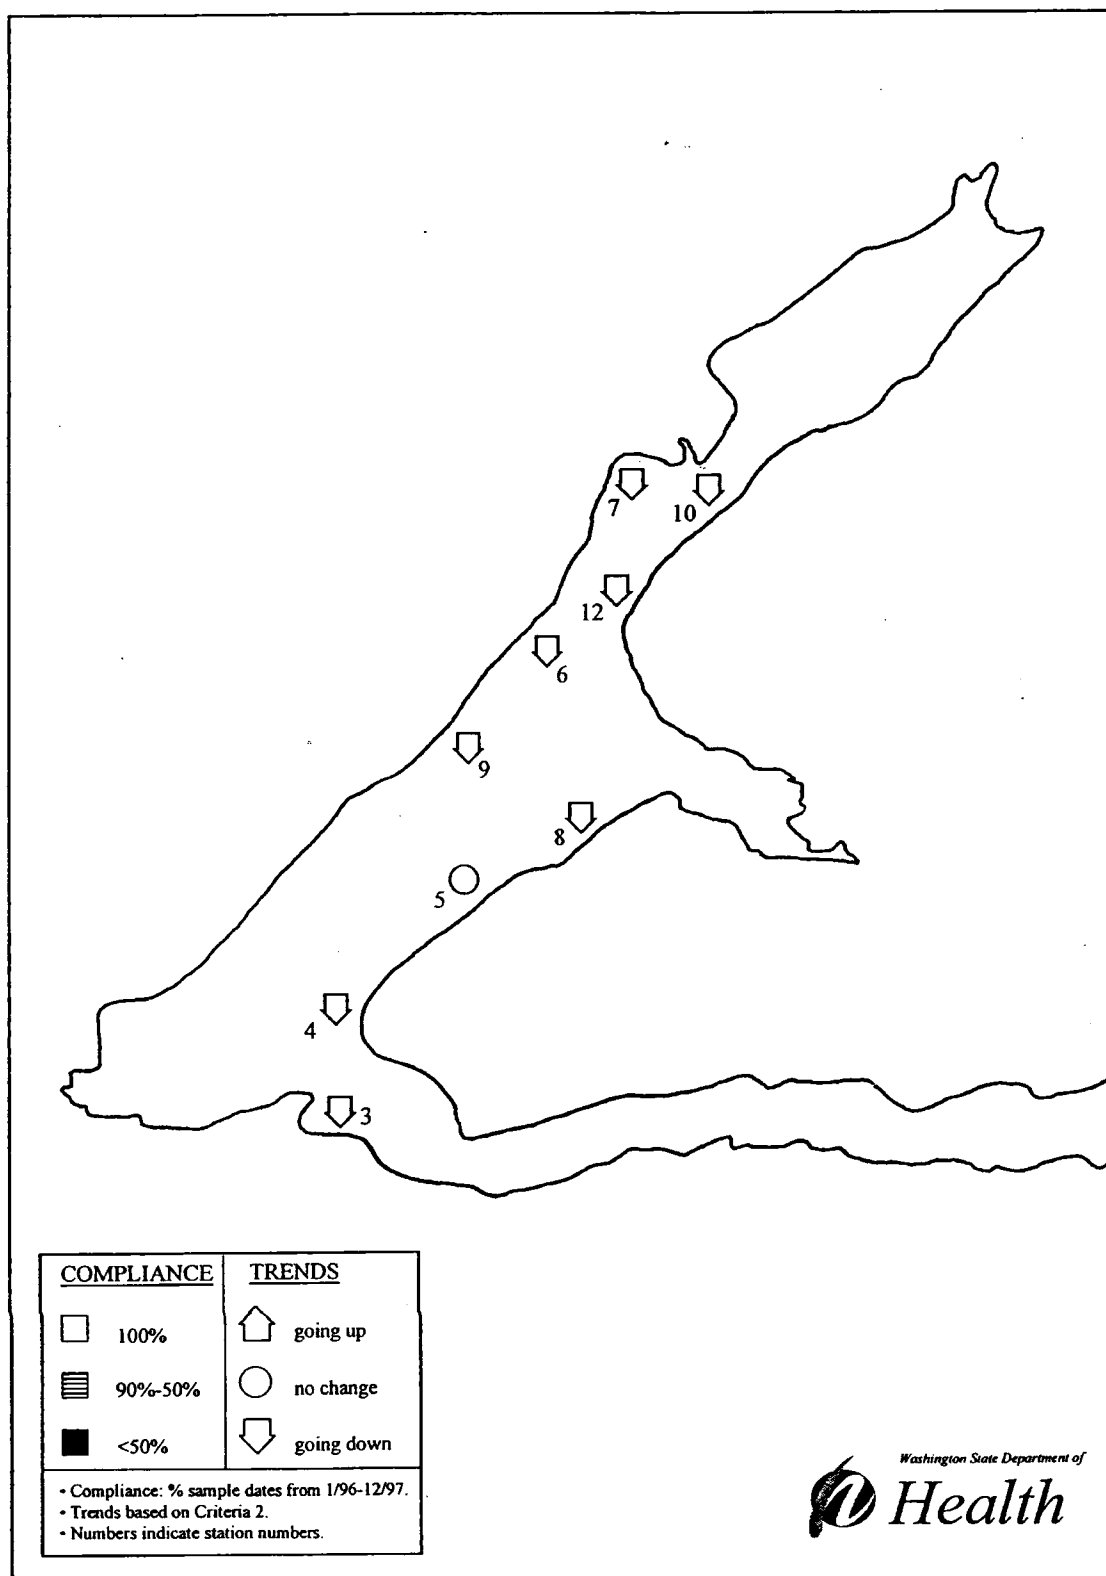 7
10
12
6
9
8
5
4
3
COMPLIANCE
TRENDS
100%
going up
90%-50%
no change
<50%
going down
• Compliance: % sample dates from 1/96-12/97.
• Trends based on Criteria 2.
• Numbers indicate station numbers.
Washington State Department of
Health